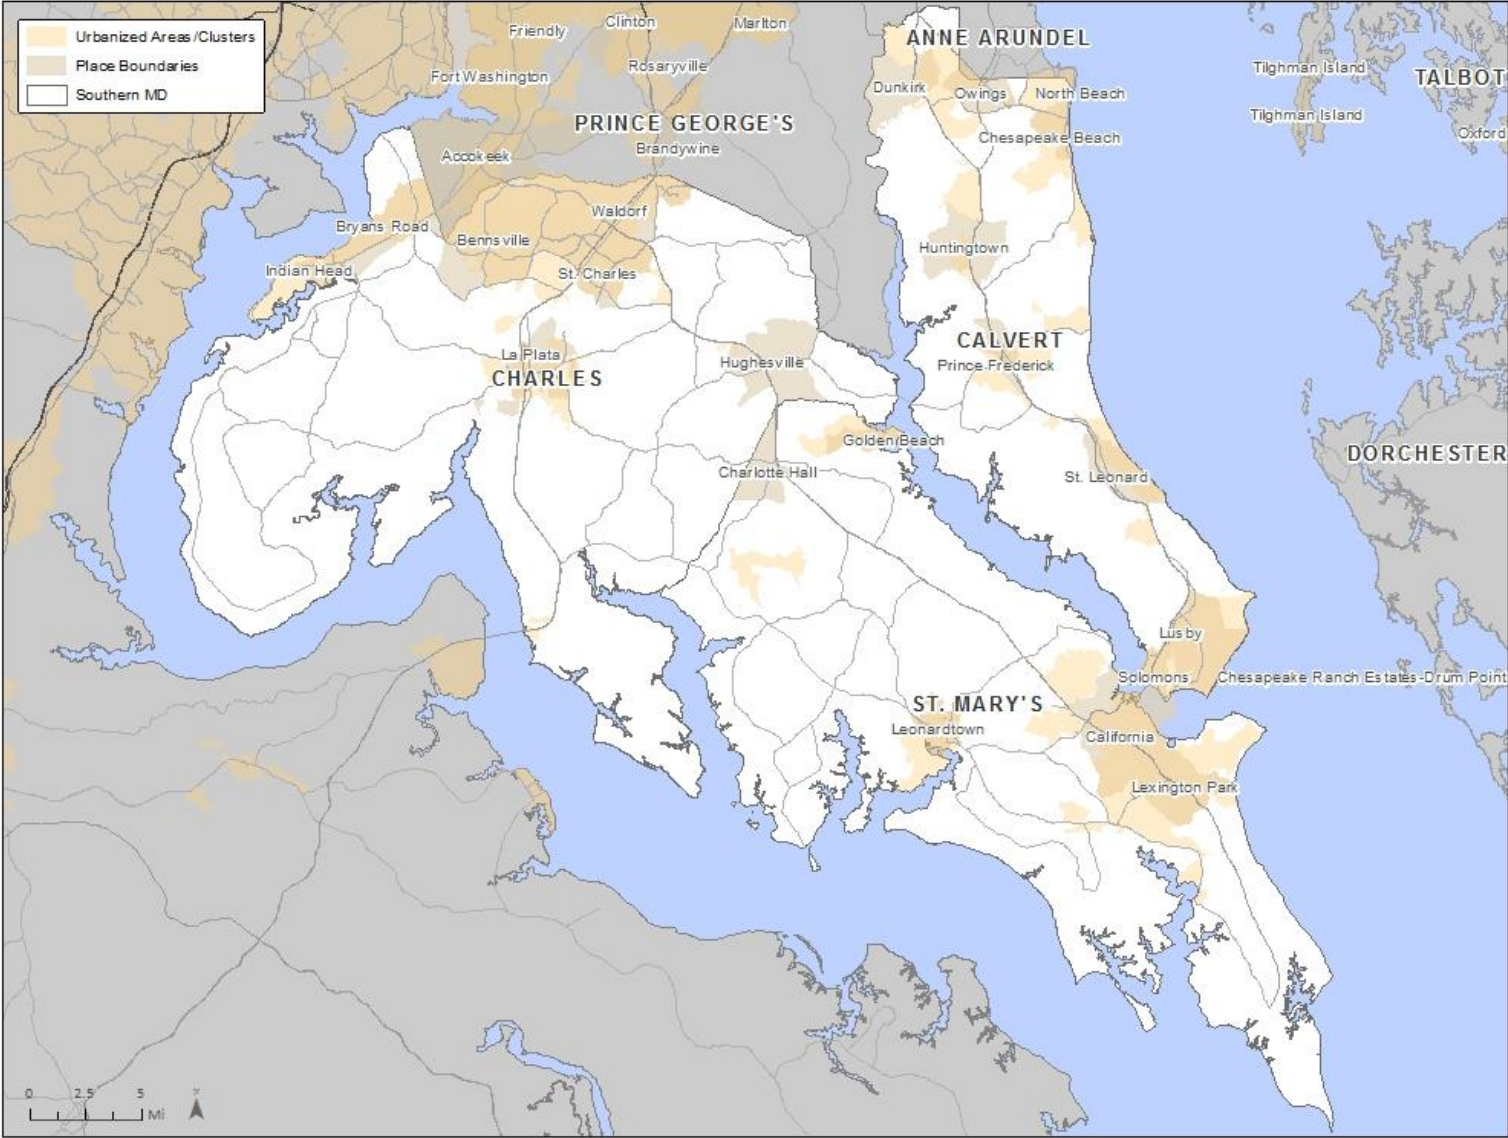 Urbanized Areas/Clusters
Place Boundaries
Southern MD
Friendly
Clinton
Marlton
ANNE ARUNDEL
Fort Washington
Rosaryville
Tilghman Island
TALBOT
Dunkirk
Owings
North Beach
Tilghman Island
PRINCE GEORGE'S
Oxford
Accokeek
Brandywine
Chesapeake Beach
Waldorf
Bryans Road
Bennsville
Huntingtown
Indian Head
St. Charles
CALVERT
La Plata
Hughesville
Prince Frederick
CHARLES
Golden Beach
DORCHESTER
Charlotte Hall
St. Leonard
Lusby
Solomons
Chesapeake Ranch Estates-Drum Point
ST. MARY'S
Leonardtown
California
Lexington Park
0 2.5 5
Mi